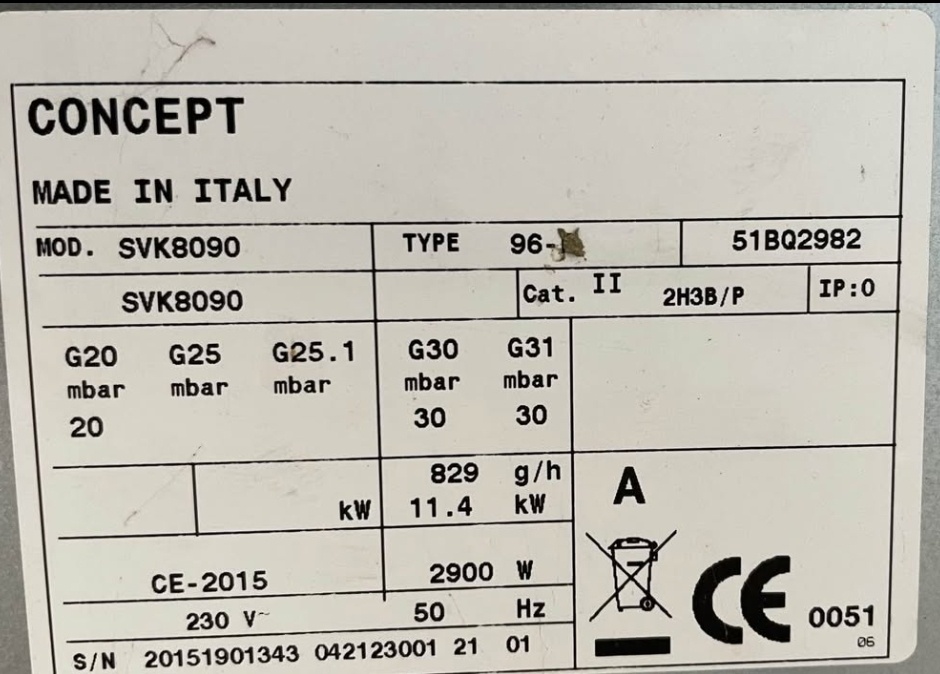 CONCEPT
MADE IN ITALY
MOD. SVK8090 TYPE 96- 51BQ2982
SVK8090 Cat. II 2H3B/P IP:0
G20 G25 G25.1 G30 G31
mbar mbar mbar mbar mbar
20 30 30
829 g/h
kW 11.4 kW
A
CE-2015 2900 W
230 V~ 50 Hz
CE 0051
06
S/N 20151901343 042123001 21 01